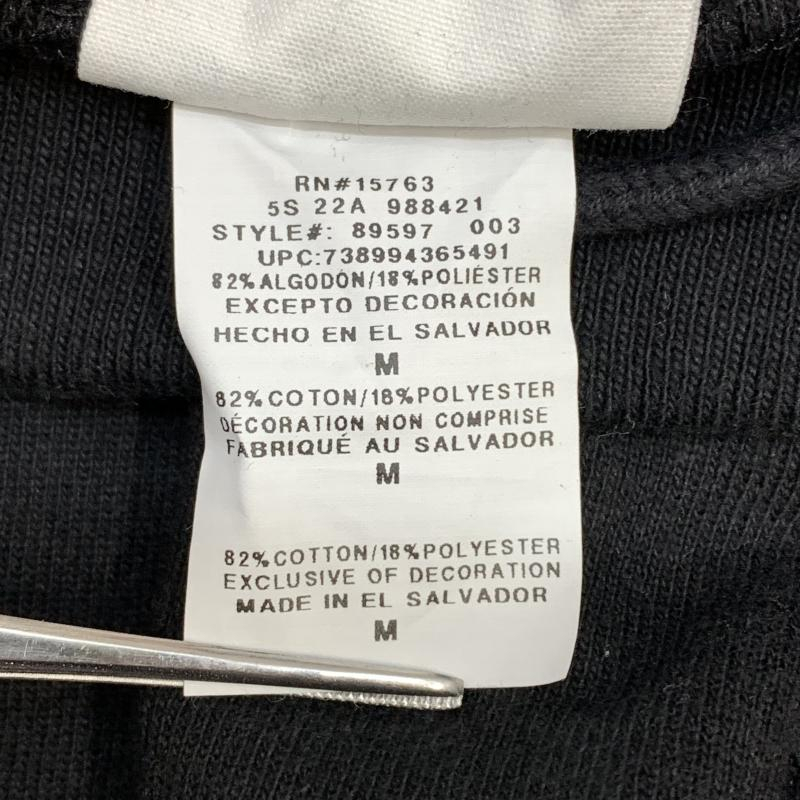 RN#15763
5S 22A 988421
STYLE#: 89597 003
UPC:738994365491
82%ALGODÓN/18%POLIÉSTER
EXCEPTO DECORACIÓN
HECHO EN EL SALVADOR
M
82%COTON/18%POLYESTER
DÉCORATION NON COMPRISE
FABRIQUÉ AU SALVADOR
M
82%COTTON/18%POLYESTER
EXCLUSIVE OF DECORATION
MADE IN EL SALVADOR
M